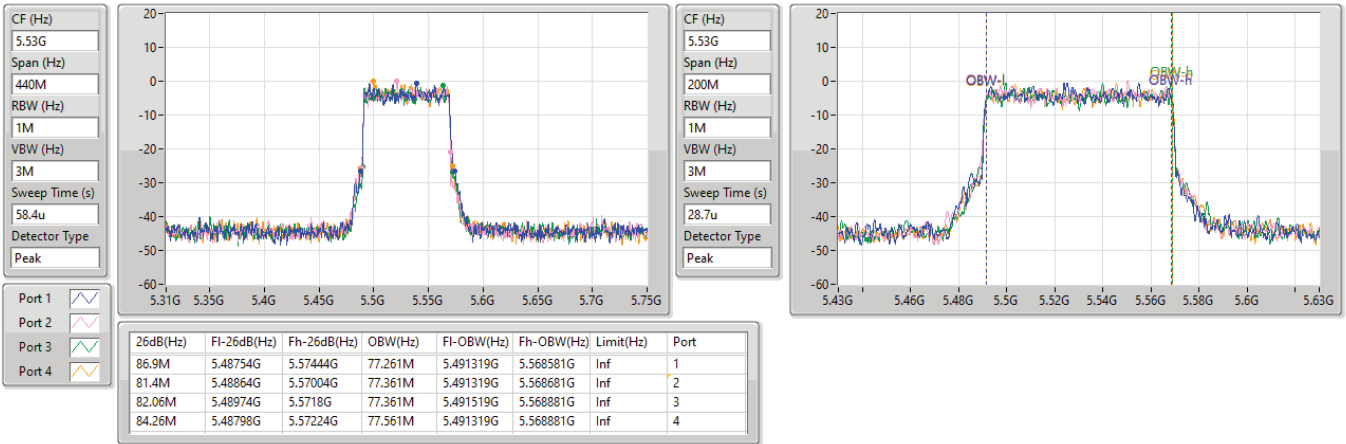 CF (Hz)
5.53G
Span (Hz)
440M
RBW (Hz)
1M
VBW (Hz)
3M
Sweep Time (s)
58.4u
Detector Type
Peak
20
10
0
-10
-20
-30
-40
-50
-60
5.31G 5.35G 5.4G 5.45G 5.5G 5.55G 5.6G 5.65G 5.7G 5.75G
CF (Hz)
5.53G
Span (Hz)
200M
RBW (Hz)
1M
VBW (Hz)
3M
Sweep Time (s)
28.7u
Detector Type
Peak
20
10
0
-10
-20
-30
-40
-50
-60
OBW-l
OBW-h
OBW-h
5.43G 5.46G 5.48G 5.5G 5.52G 5.54G 5.56G 5.58G 5.6G 5.63G
Port 1
Port 2
Port 3
Port 4
26dB(Hz) Fl-26dB(Hz) Fh-26dB(Hz) OBW(Hz) Fl-OBW(Hz) Fh-OBW(Hz) Limit(Hz) Port
86.9M 5.48754G 5.57444G 77.261M 5.491319G 5.568581G Inf 1
81.4M 5.48864G 5.57004G 77.361M 5.491319G 5.568681G Inf 2
82.06M 5.48974G 5.5718G 77.361M 5.491519G 5.568881G Inf 3
84.26M 5.48798G 5.57224G 77.561M 5.491319G 5.568881G Inf 4